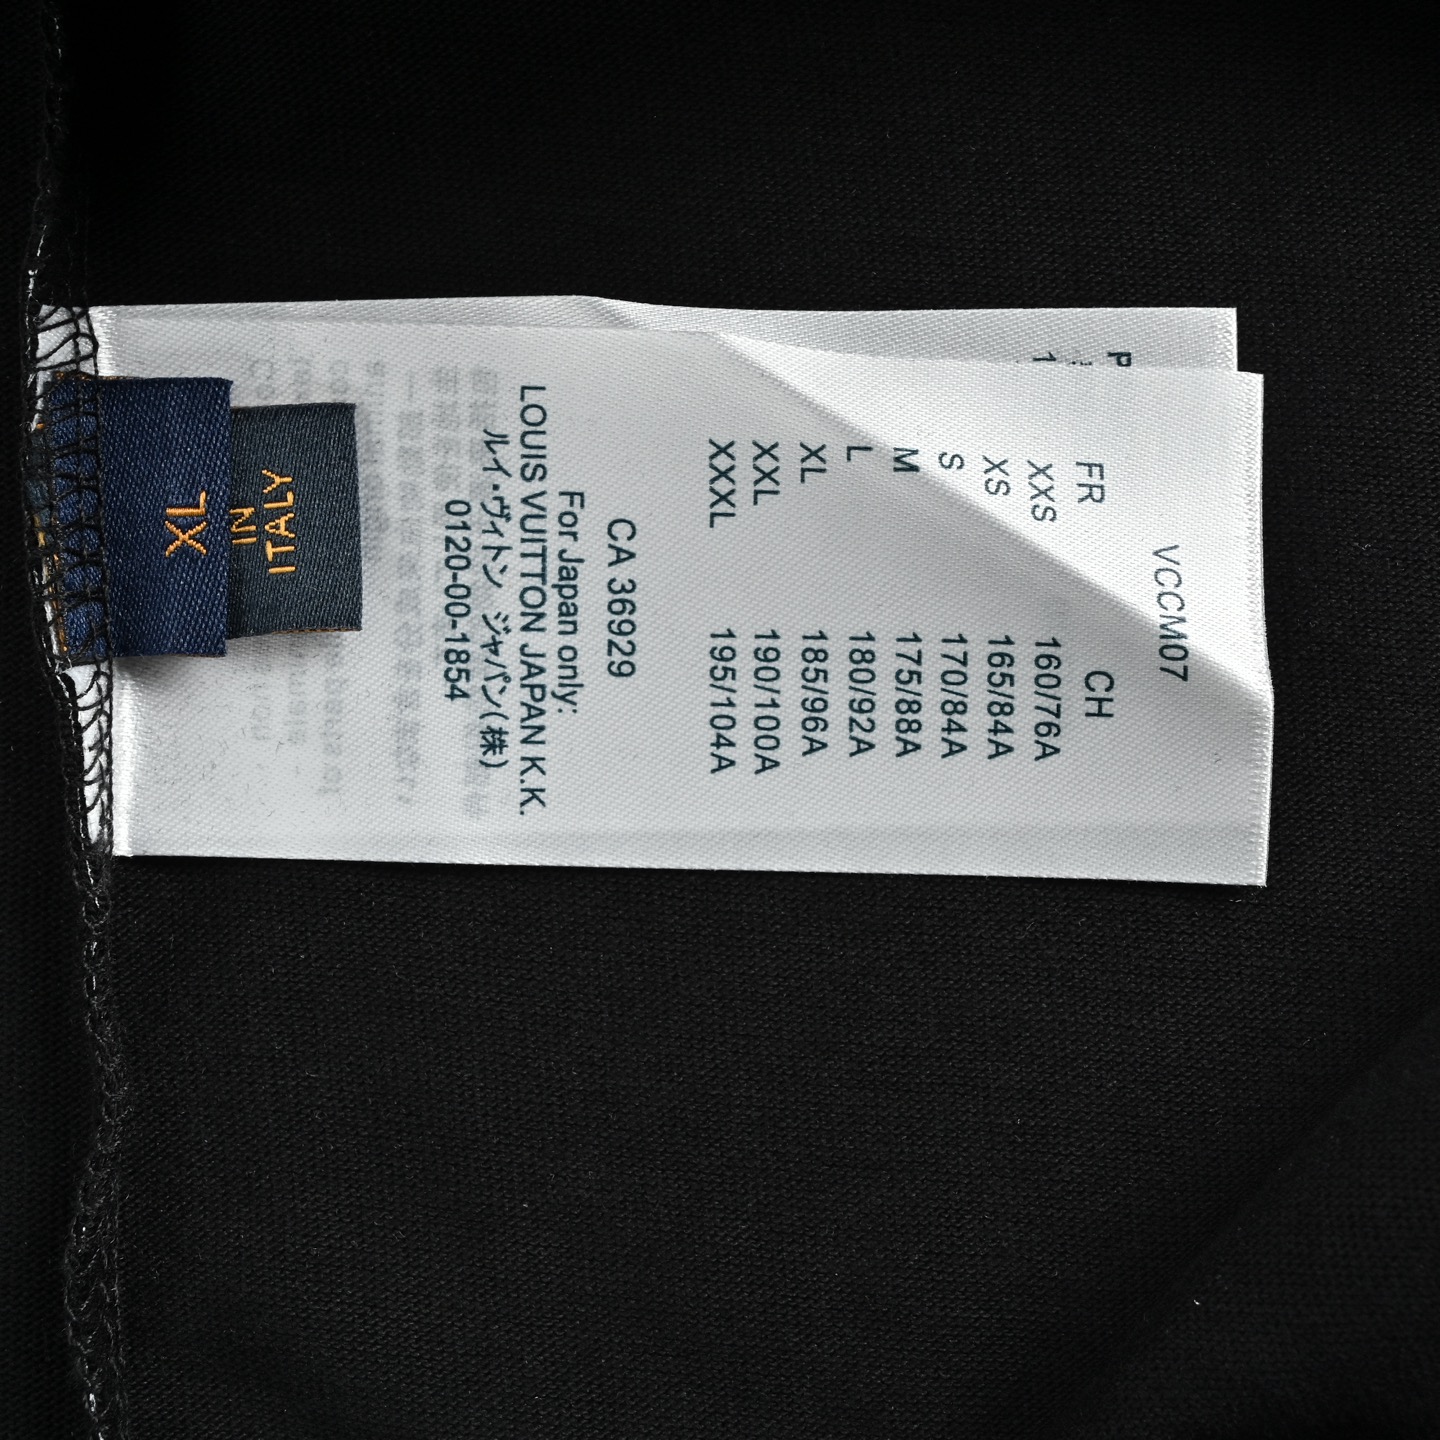 VCCM07
FR CH
XXS 160/76A
XS 165/84A
S 170/84A
M 175/88A
L 180/92A
XL 185/96A
XXL 190/100A
XXXL 195/104A
CA 36929
For Japan only:
LOUIS VUITTON JAPAN K.K.
ルイ・ヴィトン ジャパン(株)
0120-00-1854
XL
IN
ITALY